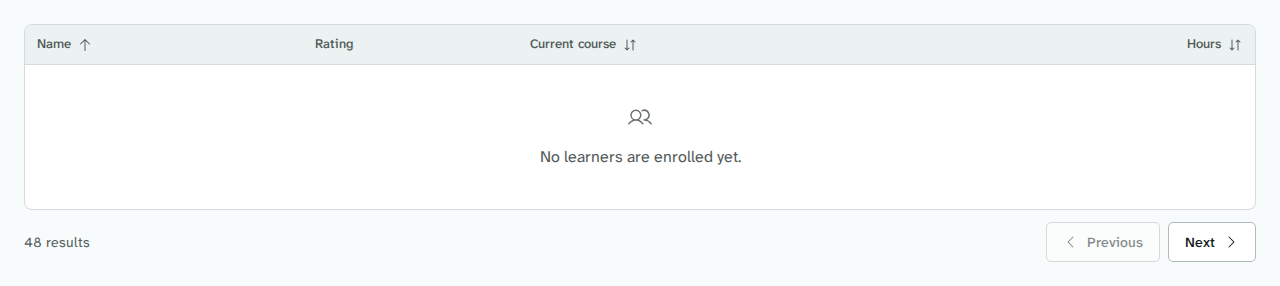 Name Rating Current course Hours
No learners are enrolled yet.
48 results Previous Next